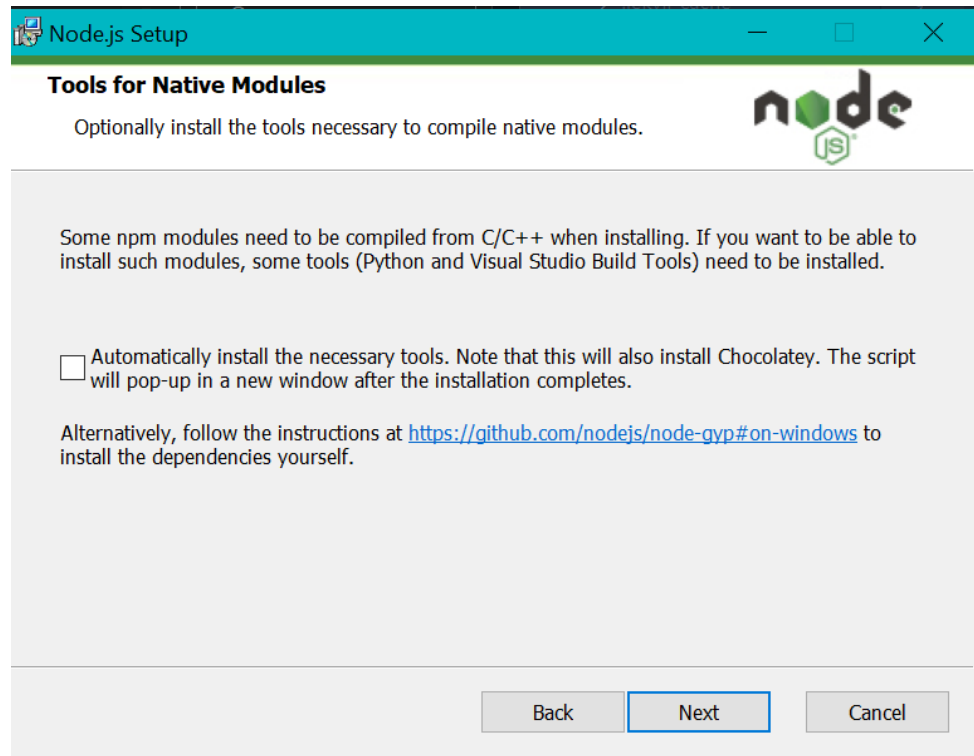 Node.js Setup
Tools for Native Modules
Optionally install the tools necessary to compile native modules.
node
JS
Some npm modules need to be compiled from C/C++ when installing. If you want to be able to
install such modules, some tools (Python and Visual Studio Build Tools) need to be installed.
Automatically install the necessary tools. Note that this will also install Chocolatey. The script
will pop-up in a new window after the installation completes.
Alternatively, follow the instructions at https://github.com/nodejs/node-gyp#on-windows to
install the dependencies yourself.
Back
Next
Cancel